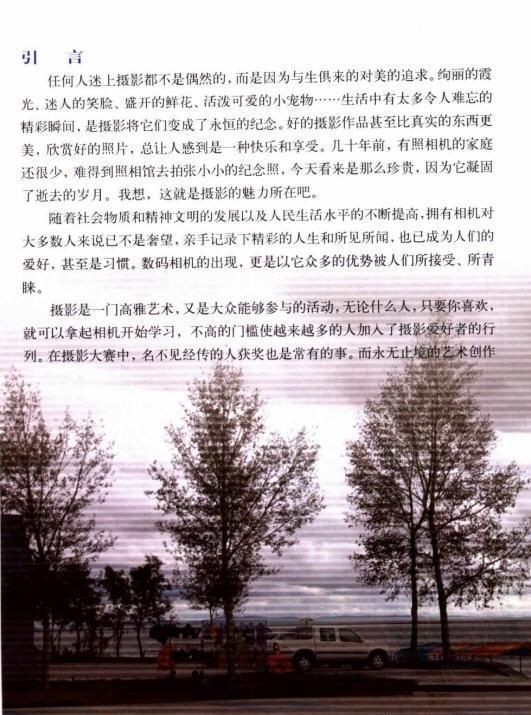 引 言
任何人迷上摄影都不是偶然的，而是因为与生俱来的对美的追求。绚丽的霞
光、迷人的笑脸、盛开的鲜花、活泼可爱的小宠物……生活中有太多令人难忘的
精彩瞬间，是摄影将它们变成了永恒的纪念。好的摄影作品甚至比真实的东西更
美，欣赏好的照片，总让人感到是一种快乐和享受。几十年前，有照相机的家庭
还很少，难得到照相馆去拍张小小的纪念照，今天看来是那么珍贵，因为它凝固
了逝去的岁月。我想，这就是摄影的魅力所在吧。
随着社会物质和精神文明的发展以及人民生活水平的不断提高，拥有相机对
大多数人来说已不是奢望，亲手记录下精彩的人生和所见所闻，也已成为人们的
爱好，甚至是习惯。数码相机的出现，更是以它众多的优势被人们所接受、所青
睐。
摄影是一门高雅艺术，又是大众能够参与的活动，无论什么人，只要你喜欢，
就可以拿起相机开始学习，不高的门槛使越来越多的人加入了摄影爱好者的行
列。在摄影大赛中，名不见经传的人获奖也是常有的事。而永无止境的艺术创作